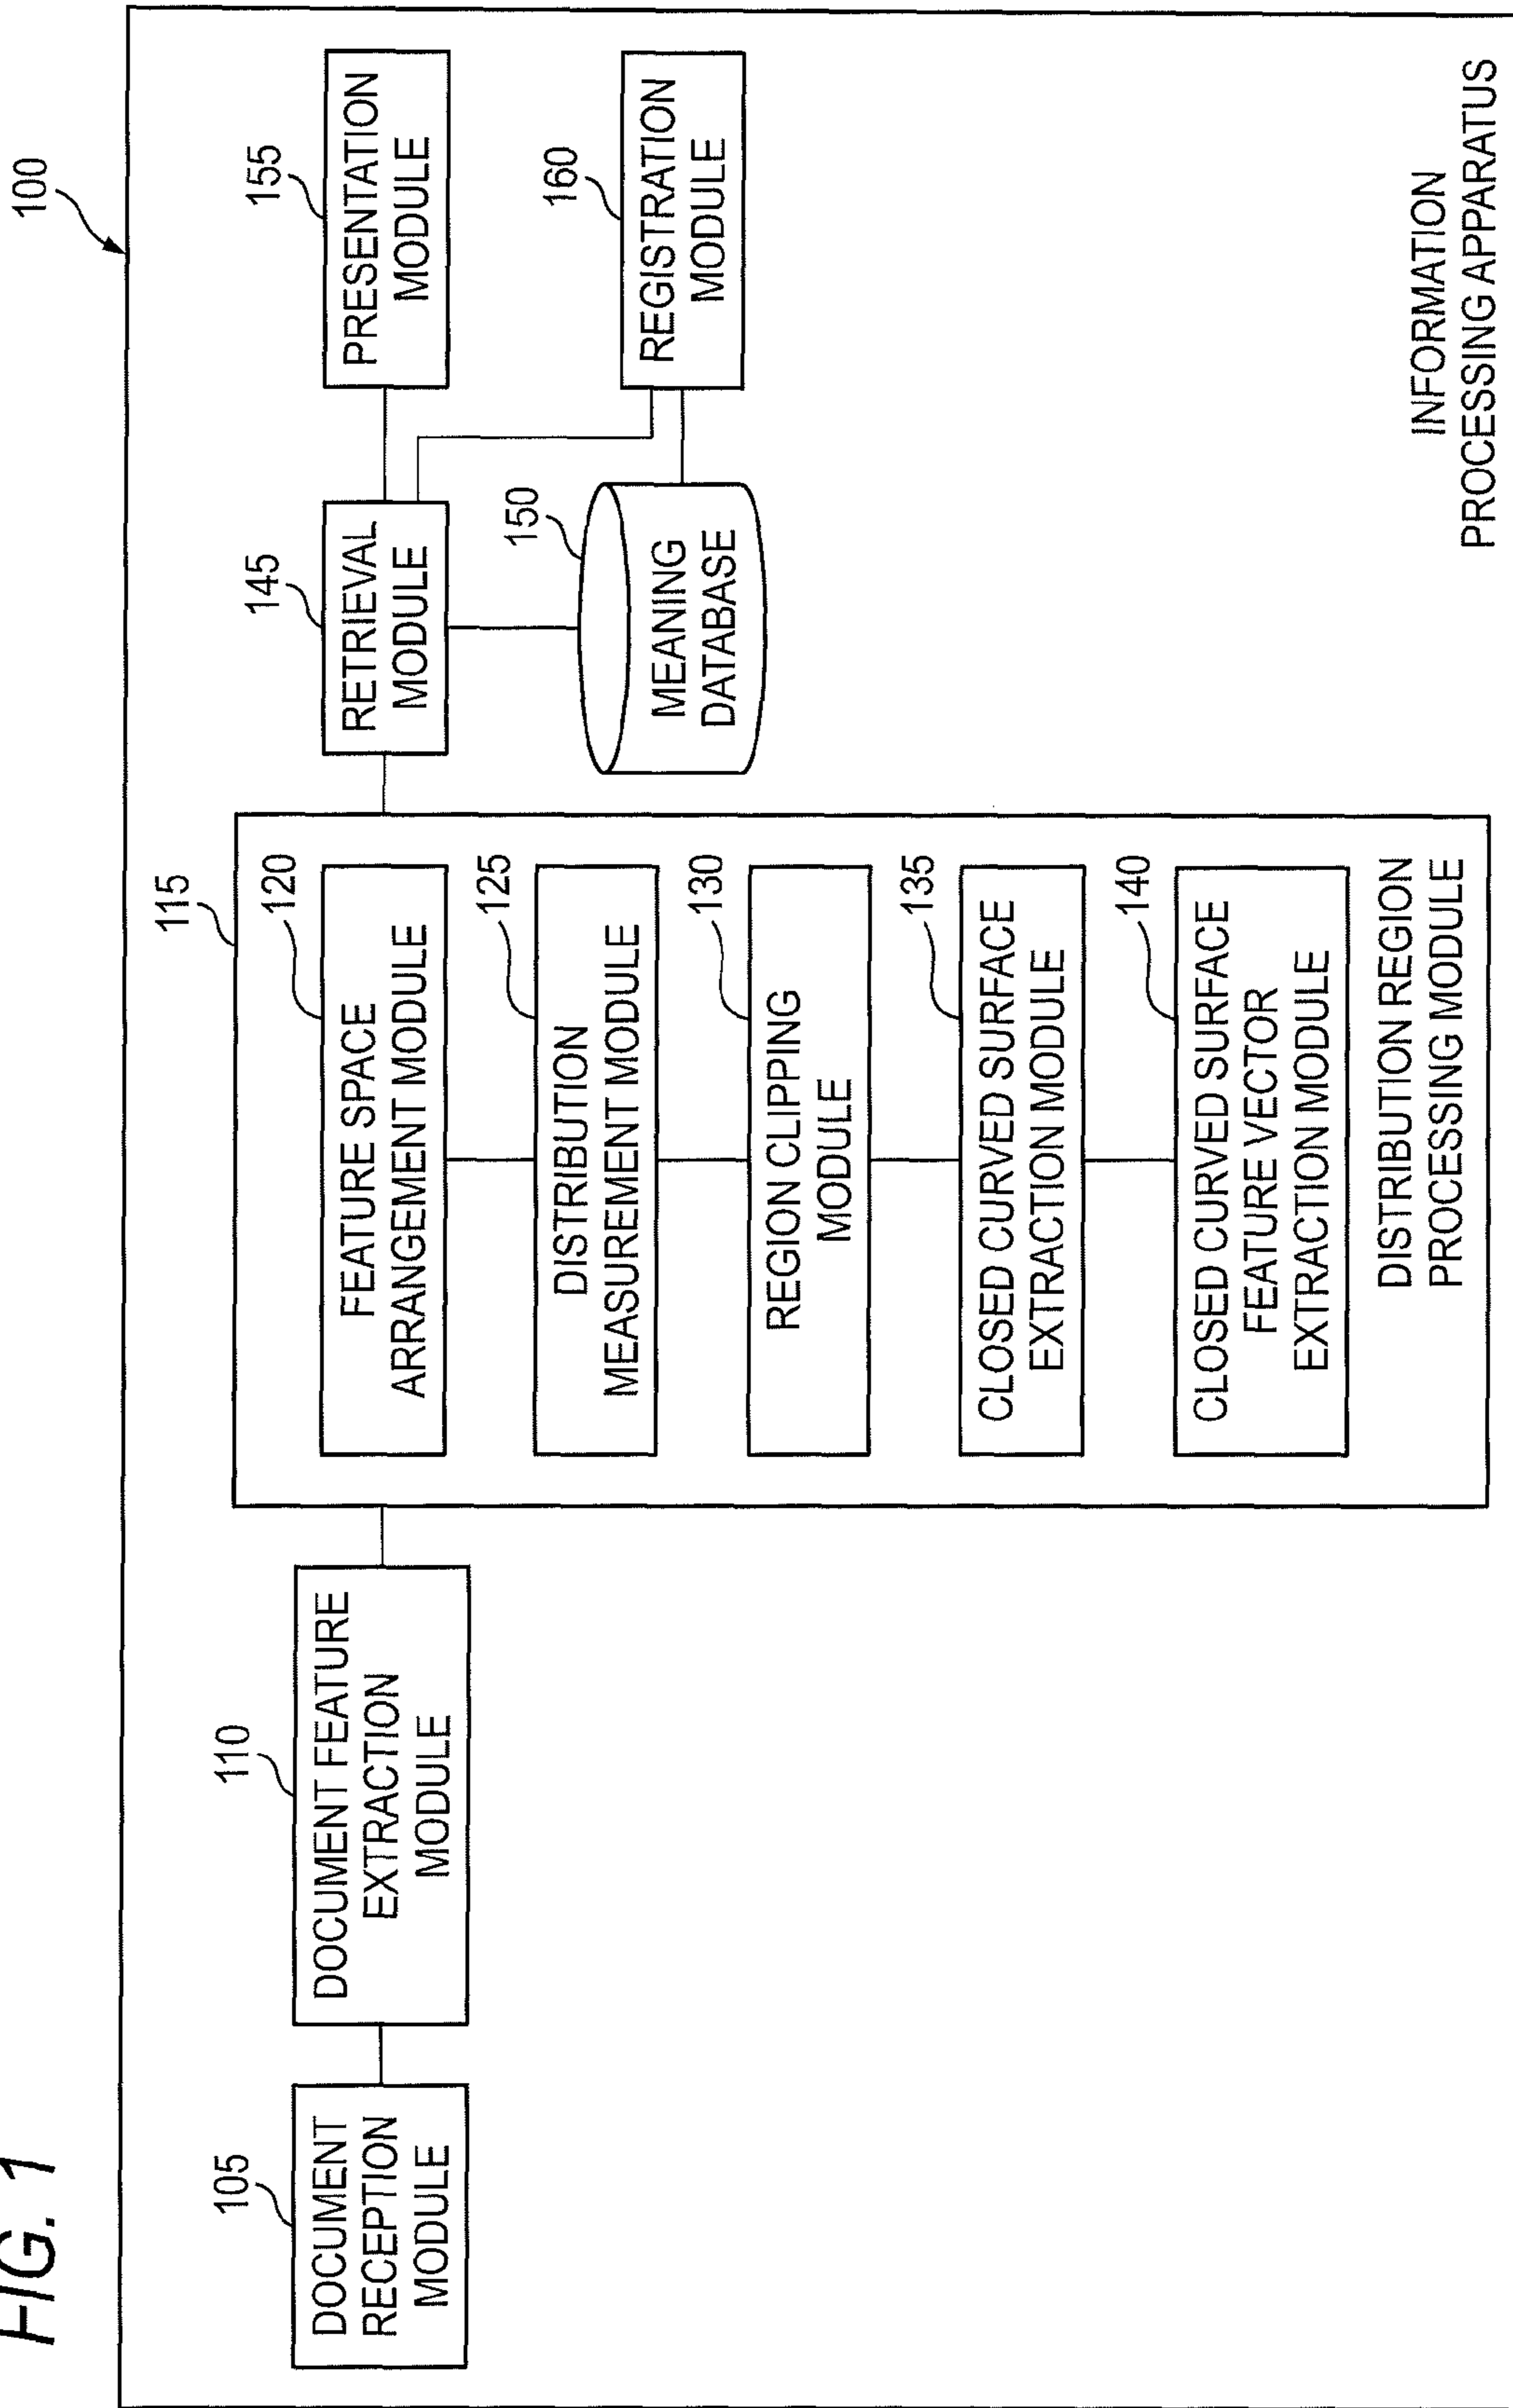 FIG. 1
100
105
DOCUMENT
RECEPTION
MODULE
110
DOCUMENT FEATURE
EXTRACTION
MODULE
115
120
FEATURE SPACE
ARRANGEMENT MODULE
125
DISTRIBUTION
MEASUREMENT MODULE
130
REGION CLIPPING
MODULE
135
CLOSED CURVED SURFACE
EXTRACTION MODULE
140
CLOSED CURVED SURFACE
FEATURE VECTOR
EXTRACTION MODULE
DISTRIBUTION REGION
PROCESSING MODULE
145
RETRIEVAL
MODULE
150
MEANING
DATABASE
155
PRESENTATION
MODULE
160
REGISTRATION
MODULE
INFORMATION
PROCESSING APPARATUS